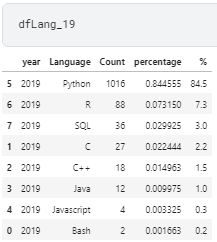 dfLang_19
year Language Count percentage %
5 2019 Python 1016 0.844555 84.5
6 2019 R 88 0.073150 7.3
7 2019 SQL 36 0.029925 3.0
1 2019 C 27 0.022444 2.2
2 2019 C++ 18 0.014963 1.5
3 2019 Java 12 0.009975 1.0
4 2019 Javascript 4 0.003325 0.3
0 2019 Bash 2 0.001663 0.2